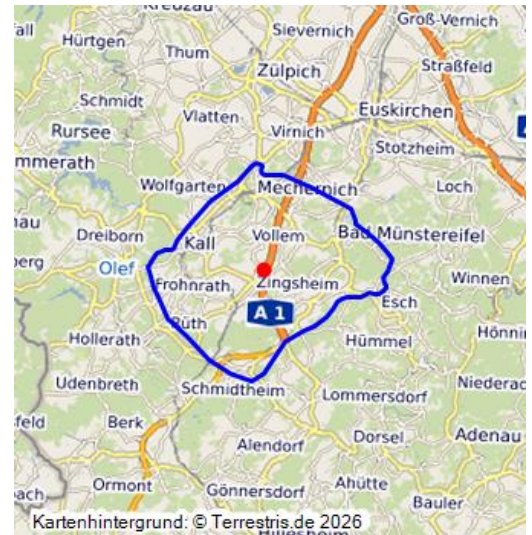 Kreuzau
Groß-Vernich
Hürtgen
Sievernich
Thum
Straßfeld
Zülpich
Schmidt
Euskirchen
Vlatten
Virnich
Rursee
Stotzheim
Wolfgarten
Mechernich
Loch
Dreiborn
Kall
Vollem
Bad Münstereifel
Olef
Frohnrath
Zingsheim
Winnen
Esch
A 1
Rüth
Hollerath
Hümmel
Udenbreth
Schmidtheim
Lommersdorf
Berk
Dorsel
Adenau
Alendorf
Ormont
Gönnersdorf
Ahütte
Bauler
Kartenhintergrund: © Terrestris.de 2026